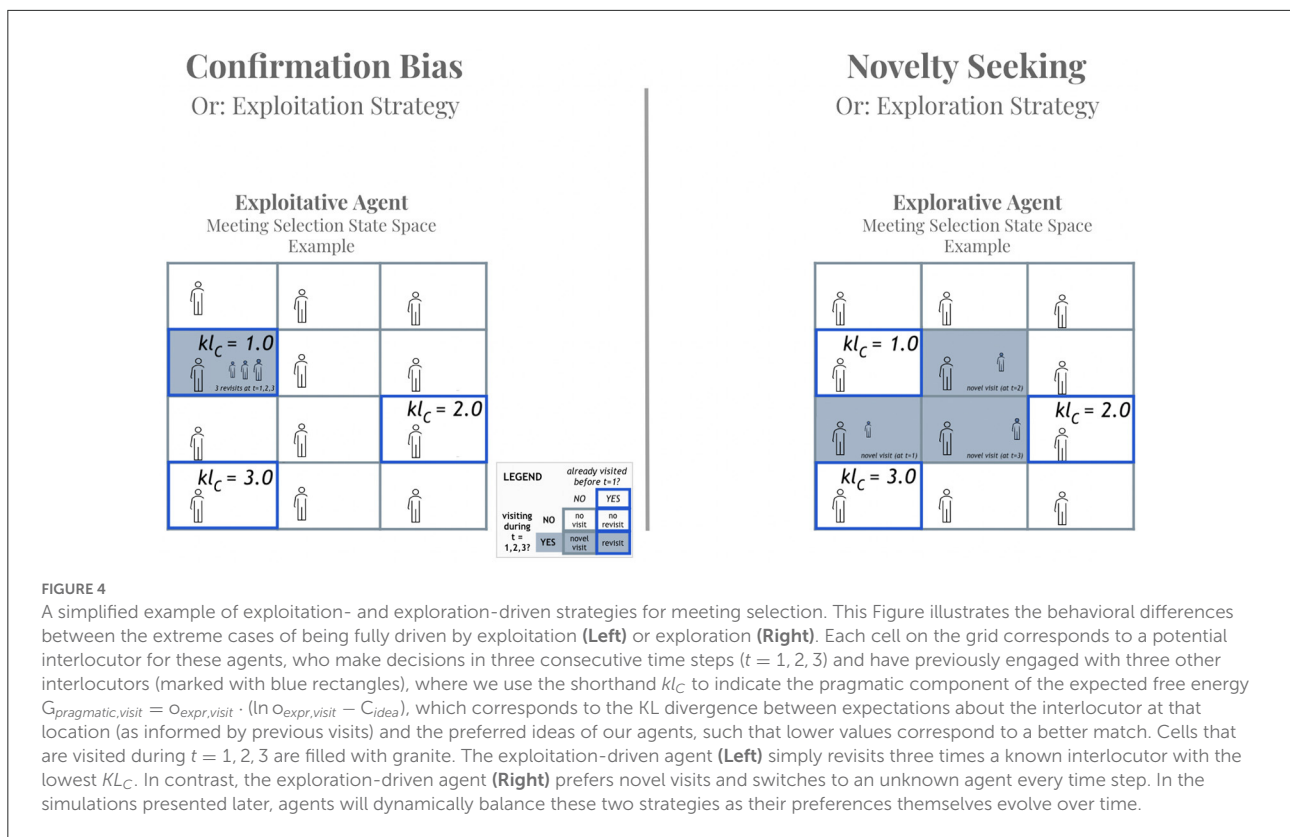 Confirmation Bias
Or: Exploitation Strategy
Novelty Seeking
Or: Exploration Strategy
Exploitative Agent
Meeting Selection State Space
Example
kl_C = 1.0
3 revisits at t=1,2,3
kl_C = 2.0
kl_C = 3.0
LEGEND
already visited
before t=1?
NO YES
visiting
during
t =
1,2,3?
NO
no
visit
no
revisit
YES
novel
visit
revisit
Explorative Agent
Meeting Selection State Space
Example
kl_C = 1.0
novel visit (at t=2)
kl_C = 2.0
novel visit (at t=1)
novel visit (at t=3)
kl_C = 3.0
FIGURE 4
A simplified example of exploitation- and exploration-driven strategies for meeting selection. This Figure illustrates the behavioral differences
between the extreme cases of being fully driven by exploitation (Left) or exploration (Right). Each cell on the grid corresponds to a potential
interlocutor for these agents, who make decisions in three consecutive time steps (t = 1, 2, 3) and have previously engaged with three other
interlocutors (marked with blue rectangles), where we use the shorthand kl_C to indicate the pragmatic component of the expected free energy
G_pragmatic,visit = o_expr,visit · (ln o_expr,visit − C_idea), which corresponds to the KL divergence between expectations about the interlocutor at that
location (as informed by previous visits) and the preferred ideas of our agents, such that lower values correspond to a better match. Cells that
are visited during t = 1, 2, 3 are filled with granite. The exploitation-driven agent (Left) simply revisits three times a known interlocutor with the
lowest KL_C. In contrast, the exploration-driven agent (Right) prefers novel visits and switches to an unknown agent every time step. In the
simulations presented later, agents will dynamically balance these two strategies as their preferences themselves evolve over time.